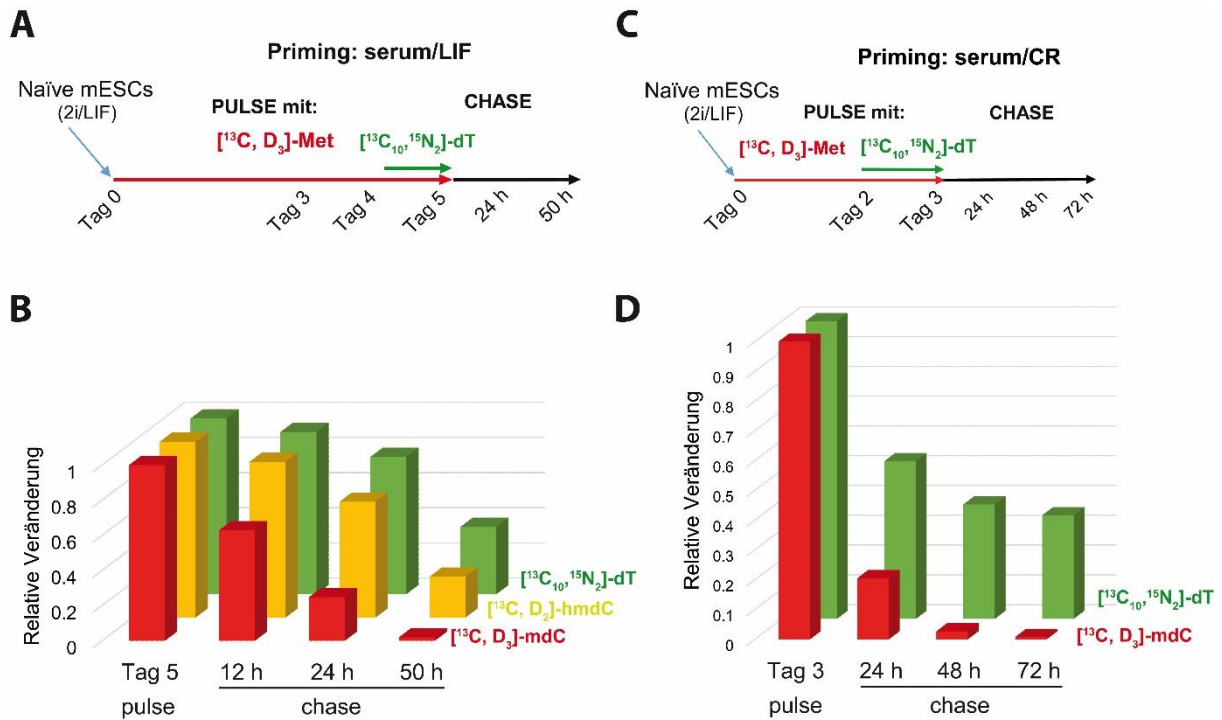 A
Priming: serum/LIF
Naïve mESCs
(2i/LIF)
PULSE mit:
CHASE
[¹³C, D₃]-Met
[¹³C₁₀,¹⁵N₂]-dT
Tag 0
Tag 3
Tag 4
Tag 5
24 h
50 h
C
Priming: serum/CR
Naïve mESCs
(2i/LIF)
PULSE mit:
CHASE
[¹³C, D₃]-Met
[¹³C₁₀,¹⁵N₂]-dT
Tag 0
Tag 2
Tag 3
24 h
48 h
72 h
B
Relative Veränderung
1
0.8
0.6
0.4
0.2
0
[¹³C₁₀,¹⁵N₂]-dT
[¹³C, D₂]-hmdC
[¹³C, D₃]-mdC
Tag 5 12 h 24 h 50 h
pulse chase
D
Relative Veränderung
1
0.9
0.8
0.7
0.6
0.5
0.4
0.3
0.2
0.1
0
[¹³C₁₀,¹⁵N₂]-dT
[¹³C, D₃]-mdC
Tag 3 24 h 48 h 72 h
pulse chase